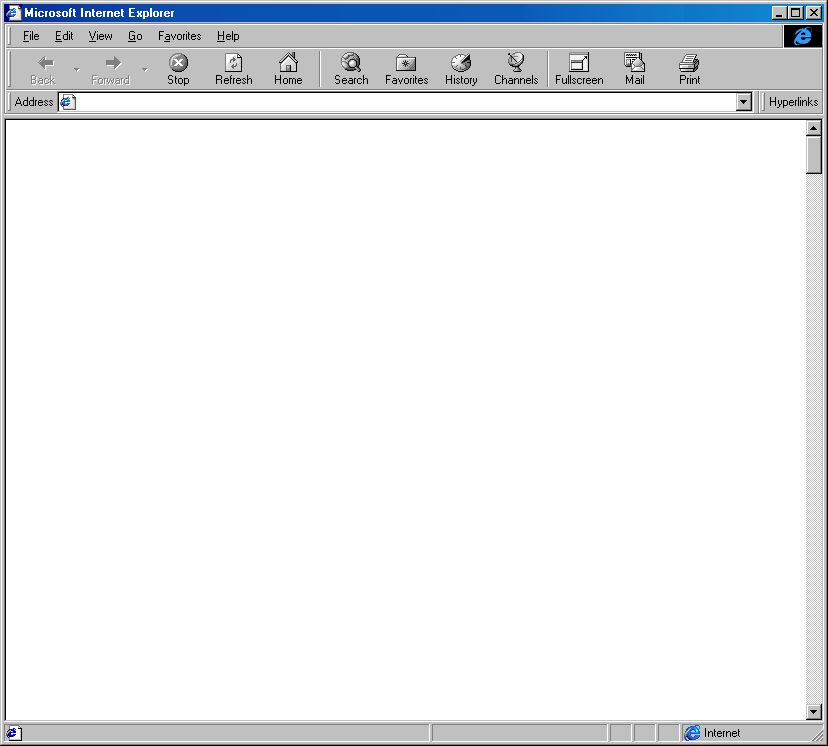 Microsoft Internet Explorer
File Edit View Go Favorites Help
Back Forward Stop Refresh Home Search Favorites History Channels Fullscreen Mail Print
Address Hyperlinks
Internet